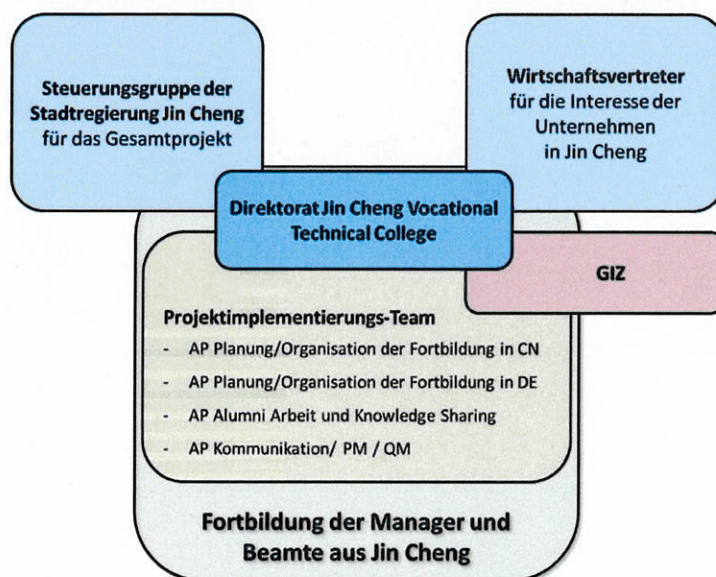 Steuerungsgruppe der
Stadtregierung Jin Cheng
für das Gesamtprojekt
Wirtschaftsvertreter
für die Interesse der
Unternehmen
in Jin Cheng
Direktorat Jin Cheng Vocational
Technical College
GIZ
Projektimplementierungs-Team
- AP Planung/Organisation der Fortbildung in CN
- AP Planung/Organisation der Fortbildung in DE
- AP Alumni Arbeit und Knowledge Sharing
- AP Kommunikation/ PM / QM
Fortbildung der Manager und
Beamte aus Jin Cheng